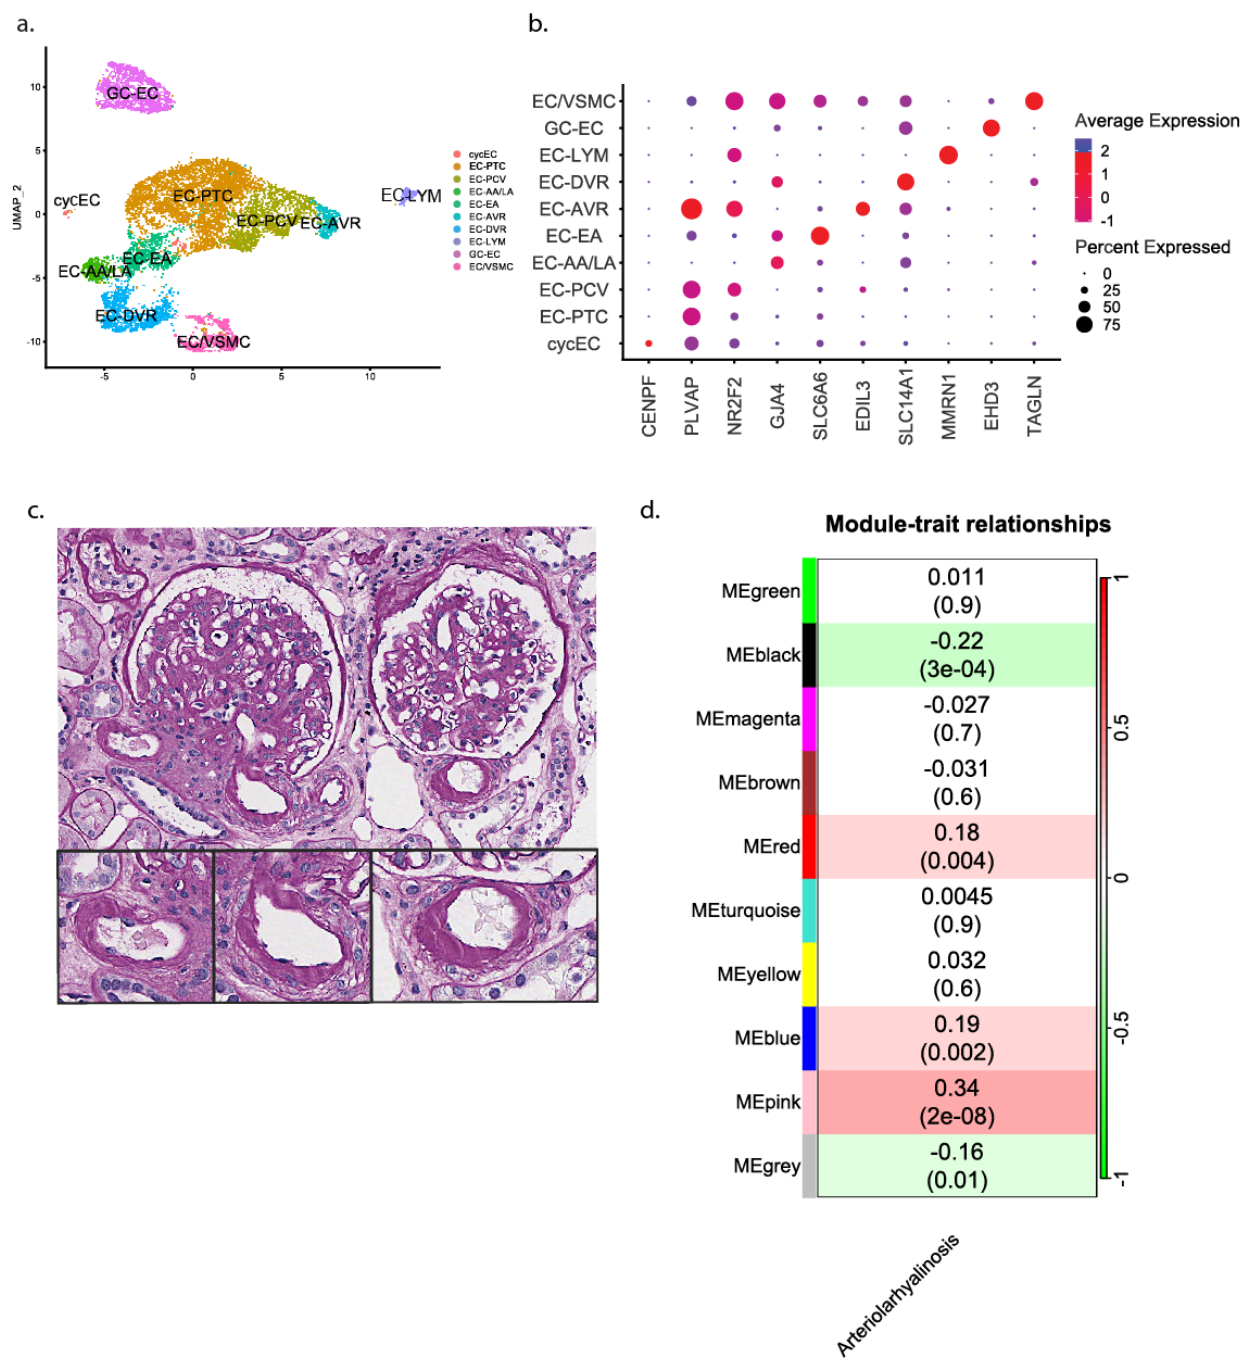 a.
UMAP_2
10
5
0
-5
-10
-5
0
5
10
GC-EC
EC-PTC
cycEC
EC-LYM
EC-PCV
EC-AVR
EC-EA
EC-AA/LA
EC-DVR
EC/VSMC
cycEC
EC-PTC
EC-PCV
EC-AA/LA
EC-EA
EC-AVR
EC-DVR
EC-LYM
GC-EC
EC/VSMC
b.
EC/VSMC
GC-EC
EC-LYM
EC-DVR
EC-AVR
EC-EA
EC-AA/LA
EC-PCV
EC-PTC
cycEC
CENPF
PLVAP
NR2F2
GJA4
SLC6A6
EDIL3
SLC14A1
MMRN1
EHD3
TAGLN
Average Expression
2
1
0
-1
Percent Expressed
0
25
50
75
c.
d.
Module-trait relationships
MEgreen
0.011
(0.9)
MEblack
-0.22
(3e-04)
MEmagenta
-0.027
(0.7)
MEbrown
-0.031
(0.6)
MEred
0.18
(0.004)
MEturquoise
0.0045
(0.9)
MEyellow
0.032
(0.6)
MEblue
0.19
(0.002)
MEpink
0.34
(2e-08)
MEgrey
-0.16
(0.01)
1
0.5
0
-0.5
-1
Arteriolarhyalinosis